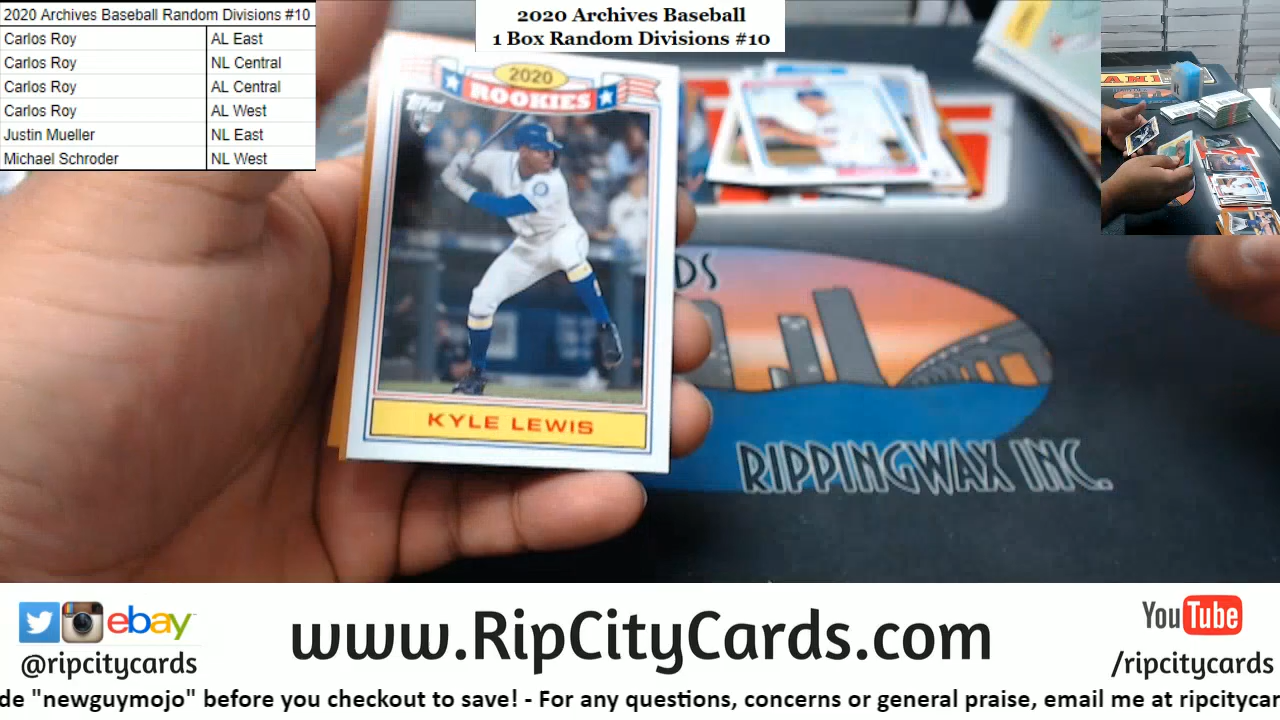 2020 Archives Baseball Random Divisions #10
Carlos Roy AL East
Carlos Roy NL Central
Carlos Roy AL Central
Carlos Roy AL West
Justin Mueller NL East
Michael Schroder NL West
2020 Archives Baseball
1 Box Random Divisions #10
2020
ROOKIES
Topps
KYLE LEWIS
RIPPINGWAX INC.
ebay
@ripcitycards
www.RipCityCards.com
YouTube
/ripcitycards
de "newguymojo" before you checkout to save! - For any questions, concerns or general praise, email me at ripcitycar